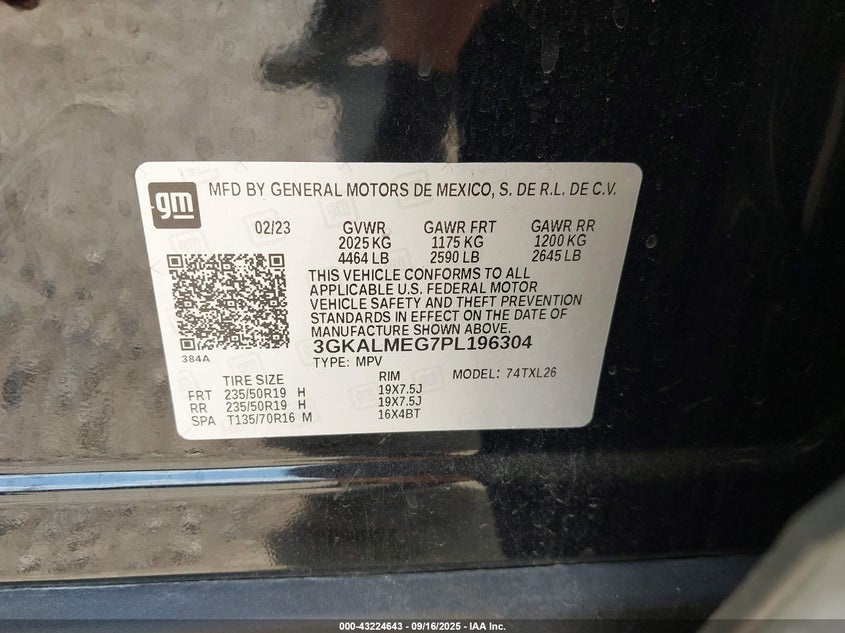 gm MFD BY GENERAL MOTORS DE MEXICO, S. DE R.L. DE C.V.
02/23 GVWR GAWR FRT GAWR RR
2025 KG 1175 KG 1200 KG
4464 LB 2590 LB 2645 LB
THIS VEHICLE CONFORMS TO ALL
APPLICABLE U.S. FEDERAL MOTOR
VEHICLE SAFETY AND THEFT PREVENTION
STANDARDS IN EFFECT ON THE DATE OF
MANUFACTURE SHOWN ABOVE.
384A
3GKALMEG7PL196304
TYPE: MPV
TIRE SIZE RIM MODEL: 74TXL26
FRT 235/50R19 H 19X7.5J
RR 235/50R19 H 19X7.5J
SPA T135/70R16 M 16X4BT
000-43224643 - 09/16/2025 - IAA Inc.